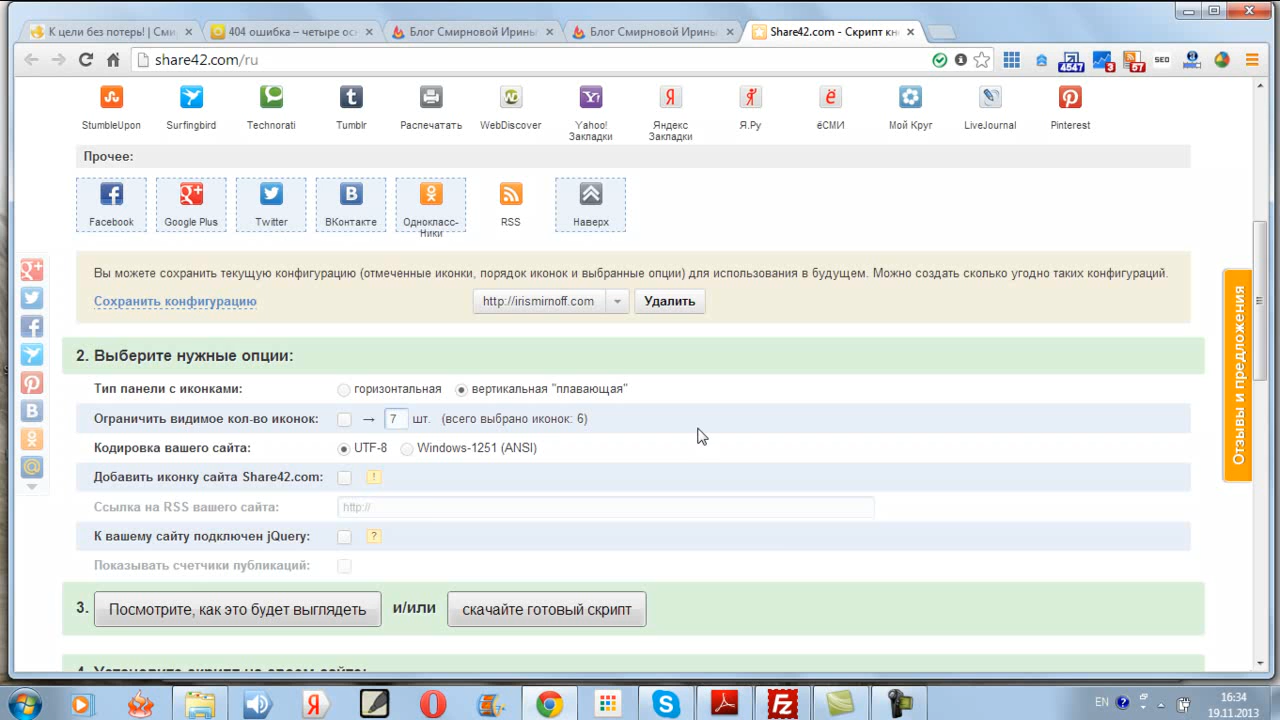 К цели без потерь! | Сми
404 ошибка – четыре ос
Блог Смирновой Ирины
Блог Смирновой Ирины
Share42.com - Скрипт кн
share42.com/ru
4547
3
57
SEO
StumbleUpon
Surfingbird
Technorati
Tumblr
Распечатать
WebDiscover
Yahoo!
Закладки
Яндекс
Закладки
Я.Ру
ёСМИ
Мой Круг
LiveJournal
Pinterest
Прочее:
Facebook
Google Plus
Twitter
ВКонтакте
Однокласс-
ники
RSS
Наверх
Вы можете сохранить текущую конфигурацию (отмеченные иконки, порядок иконок и выбранные опции) для использования в будущем. Можно создать сколько угодно таких конфигураций.
Сохранить конфигурацию
http://irismirnoff.com
Удалить
Отзывы и предложения
2. Выберите нужные опции:
Тип панели с иконками: горизонтальная вертикальная "плавающая"
Ограничить видимое кол-во иконок: → 7 шт. (всего выбрано иконок: 6)
Кодировка вашего сайта: UTF-8 Windows-1251 (ANSI)
Добавить иконку сайта Share42.com: !
Ссылка на RSS вашего сайта: http://
К вашему сайту подключен jQuery: ?
Показывать счетчики публикаций:
3. Посмотрите, как это будет выглядеть и/или скачайте готовый скрипт
EN
16:34
19.11.2013